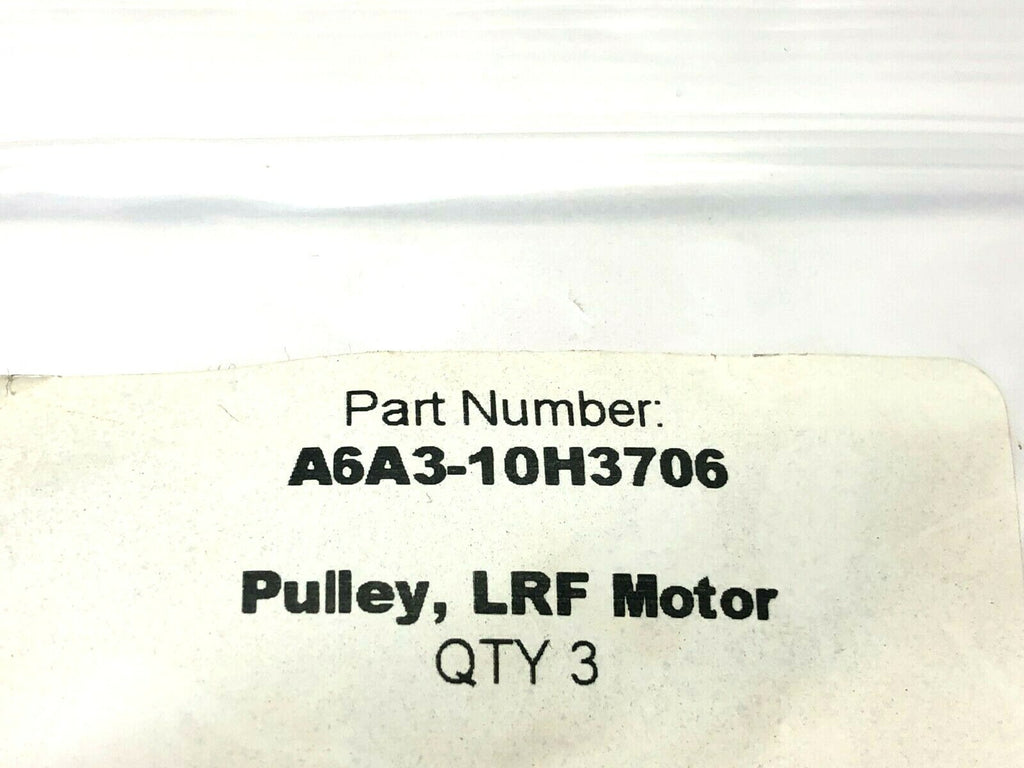 Part Number:
A6A3-10H3706
Pulley, LRF Motor
QTY 3